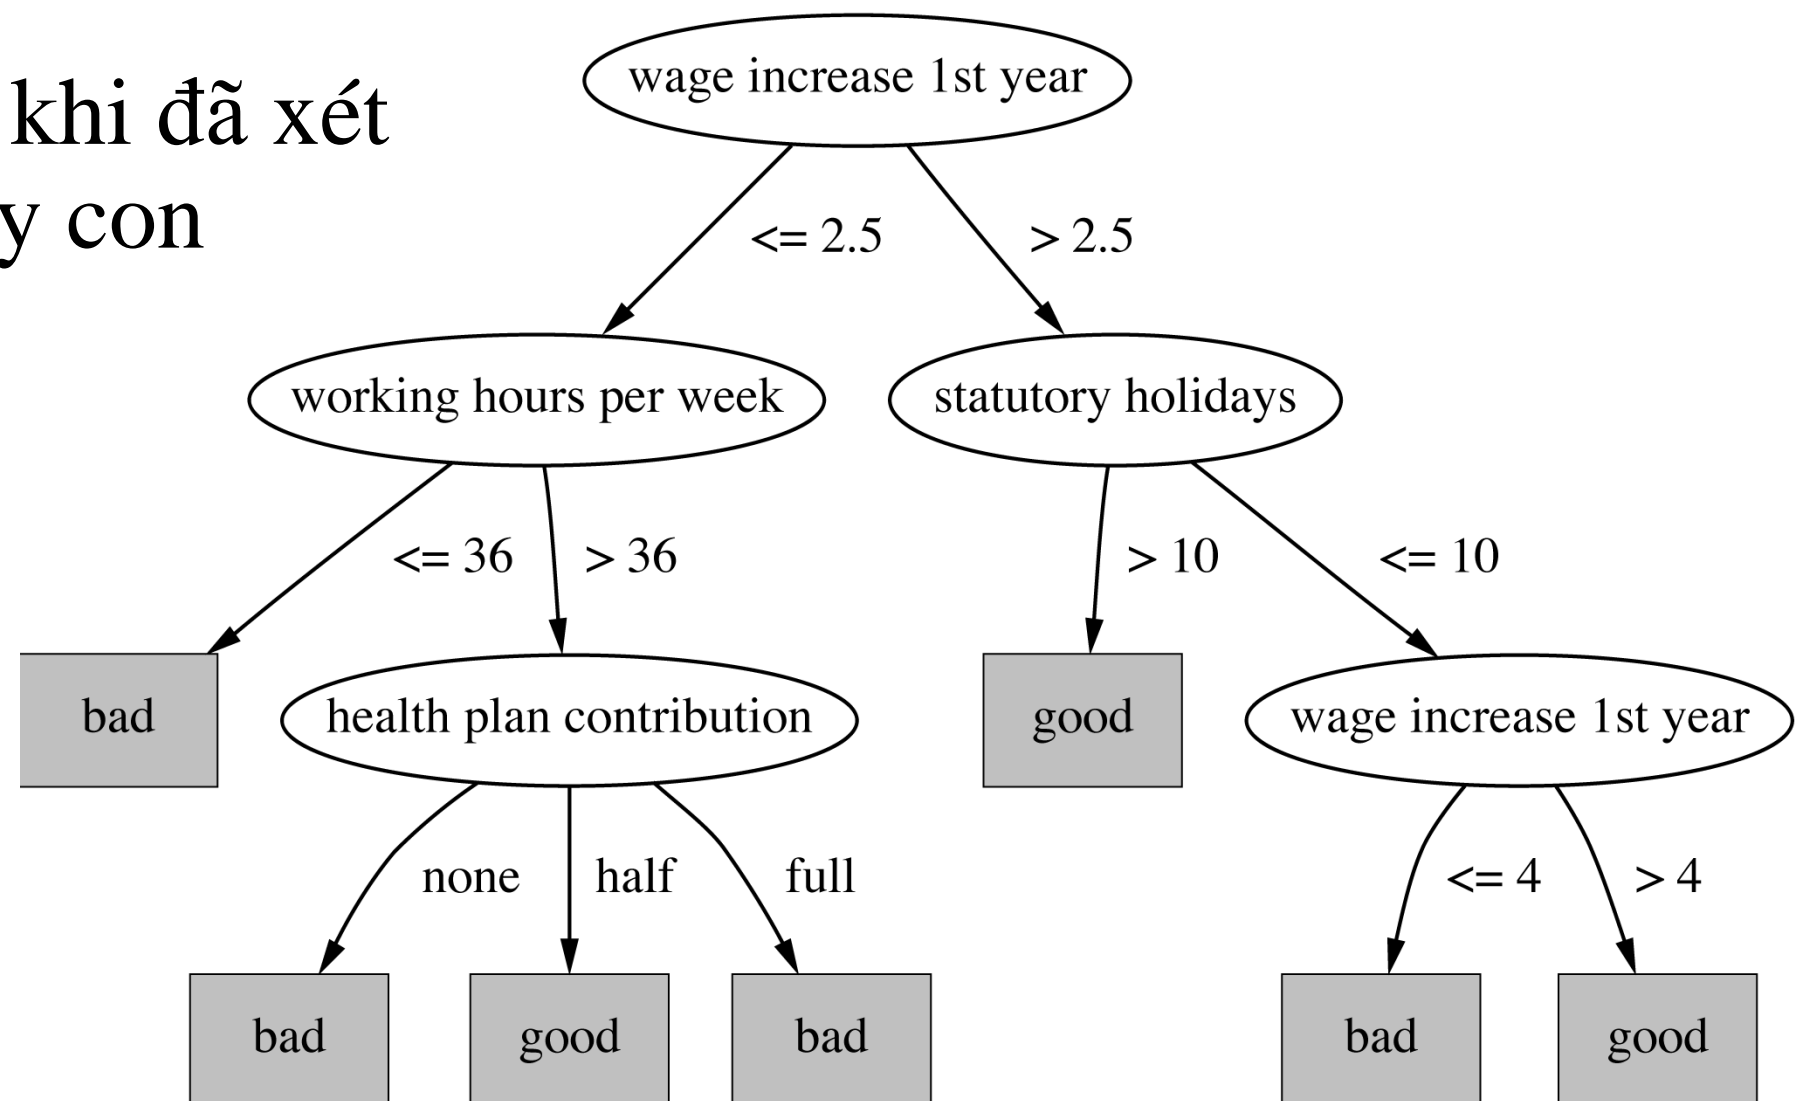 khi đã xét
y con
wage increase 1st year
<= 2.5
> 2.5
working hours per week
statutory holidays
<= 36
> 36
> 10
<= 10
bad
health plan contribution
good
wage increase 1st year
none
half
full
<= 4
> 4
bad
good
bad
bad
good